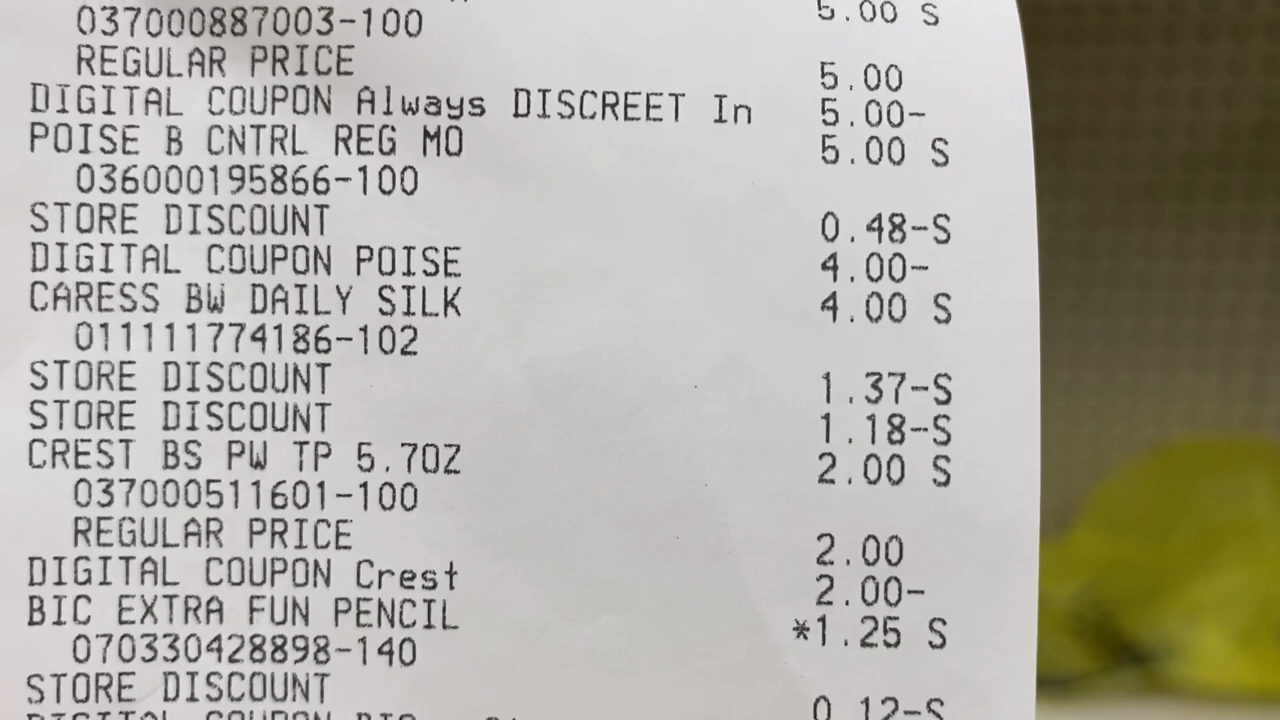 5.00 S
037000887003-100
REGULAR PRICE 5.00
DIGITAL COUPON Always DISCREET In 5.00-
POISE B CNTRL REG MO 5.00 S
036000195866-100
STORE DISCOUNT 0.48-S
DIGITAL COUPON POISE 4.00-
CARESS BW DAILY SILK 4.00 S
011111774186-102
STORE DISCOUNT 1.37-S
STORE DISCOUNT 1.18-S
CREST BS PW TP 5.7OZ 2.00 S
037000511601-100
REGULAR PRICE 2.00
DIGITAL COUPON Crest 2.00-
BIC EXTRA FUN PENCIL *1.25 S
070330428898-140
STORE DISCOUNT 0.12-S
DIGITAL COUPON BIC